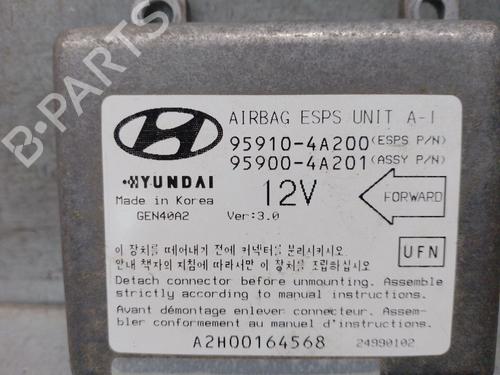 AIRBAG ESPS UNIT A-I
95910-4A200 (ESPS P/N)
95900-4A201 (ASSY P/N)
HYUNDAI
12V
FORWARD
Made in Korea
GEN40A2
Ver:3.0
UFN
이 장치를 떼어내기 전에 커넥터를 분리시키시오
안내 책자의 지침에 따라서만 이 장치를 조립하십시오
Detach connector before unmounting. Assemble
strictly according to manual instructions.
Avant démontage enlever connecteur. Assem-
bler conformement au manuel d'instructions.
A2H00164568
24990102